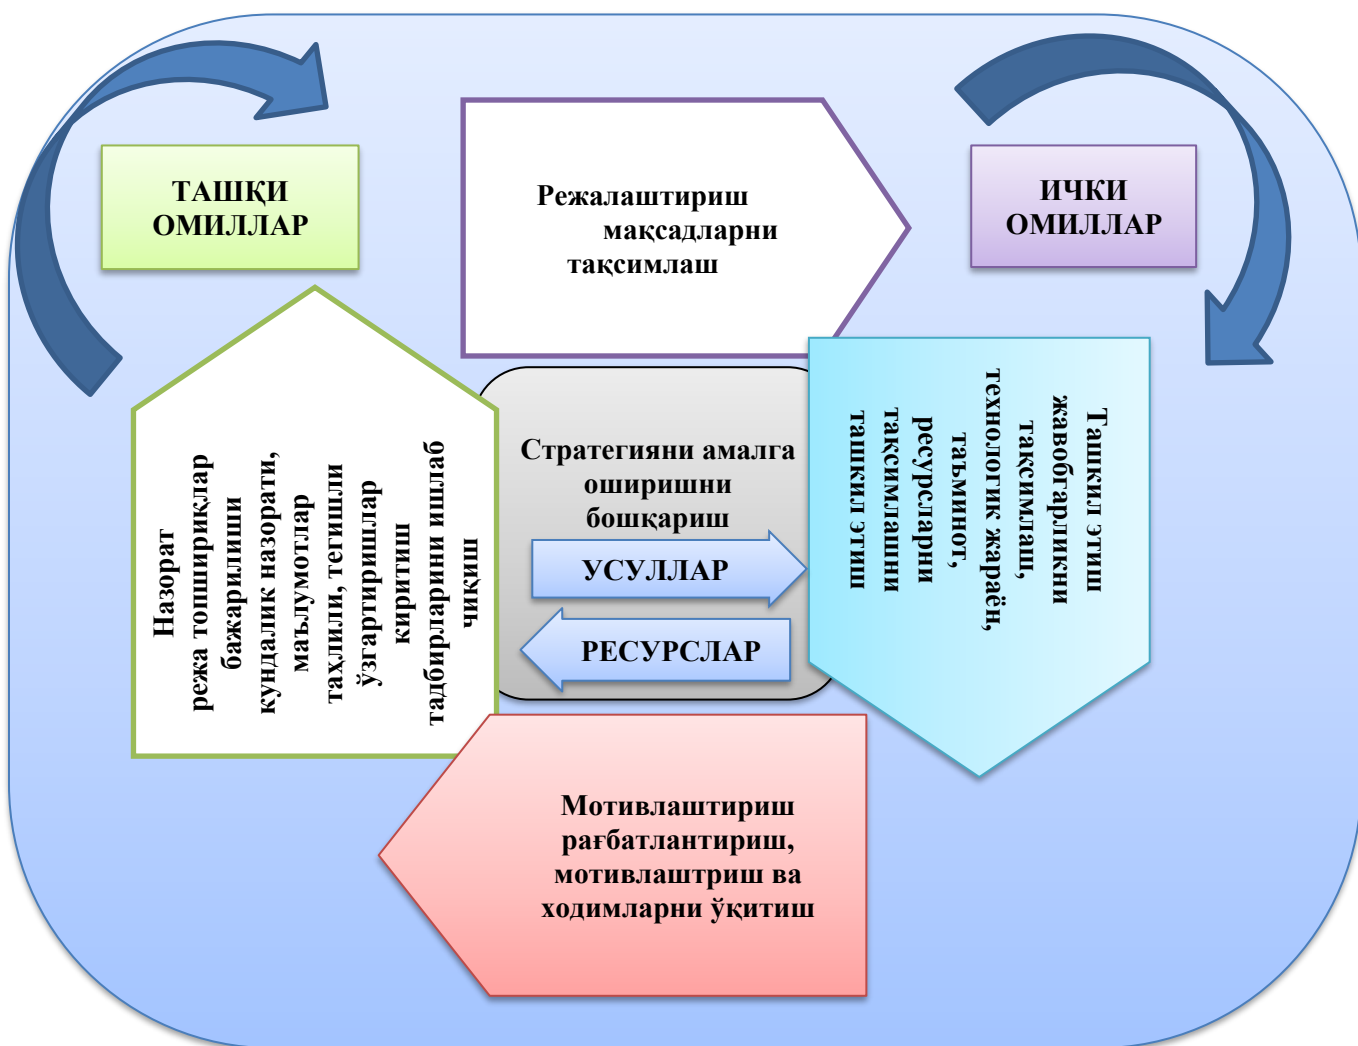 ТАШҚИ
ОМИЛЛАР
Режалаштириш
мақсадларни
тақсимлаш
ИЧКИ
ОМИЛЛАР
Назорат
режа топшириқлар
бажарилиши
кундалик назорати,
маълумотлар
таҳлили, тегишли
ўзгартиришлар
киритиш
тадбирларини ишлаб
чиқиш
Стратегияни амалга
оширишни
бошқариш
УСУЛЛАР
РЕСУРСЛАР
Ташкил этиш
жавобгарликни
тақсимлаш,
технологик жараён,
таъминот,
ресурсларни
тақсимлашни
ташкил этиш
Мотивлаштириш
рағбатлантириш,
мотивлаштриш ва
ходимларни ўқитиш